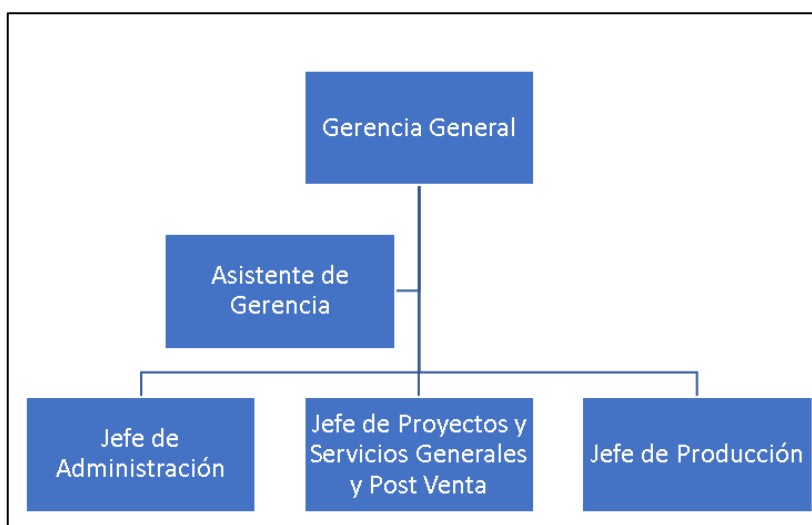 Gerencia General
Asistente de
Gerencia
Jefe de
Administración
Jefe de Proyectos y
Servicios Generales
y Post Venta
Jefe de Producción